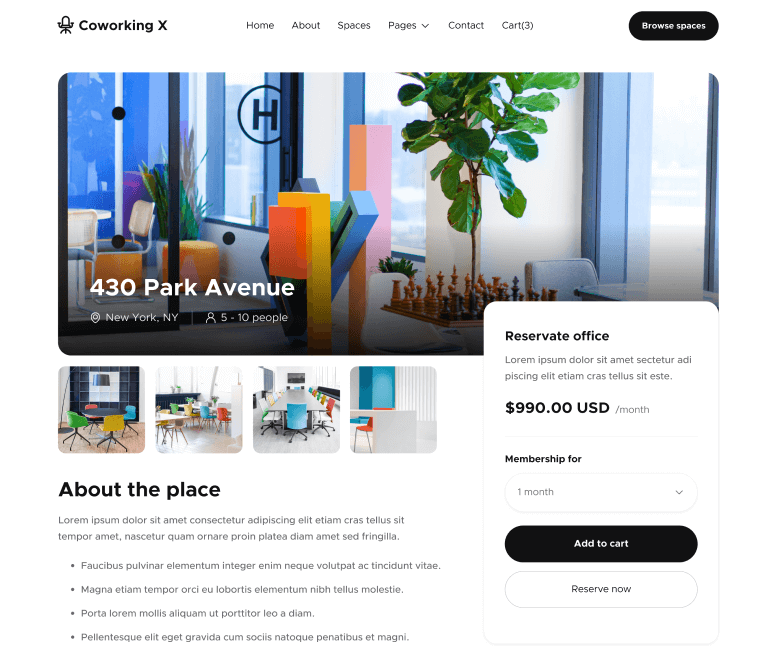 Coworking X
Home About Spaces Pages Contact Cart(3)
Browse spaces
H
430 Park Avenue
New York, NY
5 - 10 people
Reservate office
Lorem ipsum dolor sit amet sectetur adi
piscing elit etiam cras tellus sit este.
$990.00 USD /month
Membership for
1 month
Add to cart
Reserve now
About the place
Lorem ipsum dolor sit amet consectetur adipiscing elit etiam cras tellus sit
tempor amet, nascetur quam ornare proin platea diam amet sed fringilla.
• Faucibus pulvinar elementum integer enim neque volutpat ac tincidunt vitae.
• Magna etiam tempor orci eu lobortis elementum nibh tellus molestie.
• Porta lorem mollis aliquam ut porttitor leo a diam.
• Pellentesque elit eget gravida cum sociis natoque penatibus et magni.